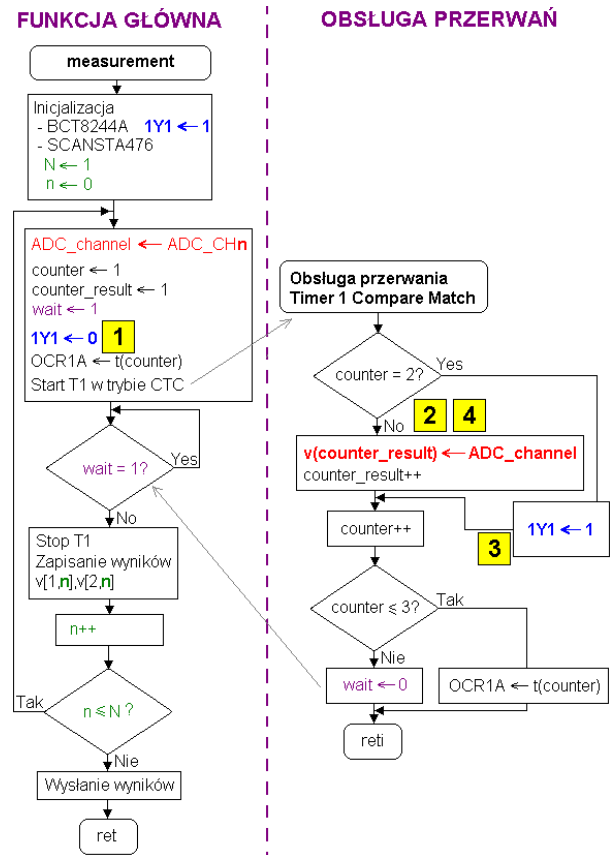 FUNKCJA GŁÓWNA
measurement
Inicjalizacja
- BCT8244A 1Y1 ← 1
- SCANSTA476
N ← 1
n ← 0
ADC_channel ← ADC_CHn
counter ← 1
counter_result ← 1
wait ← 1
1Y1 ← 0 1
OCR1A ← t(counter)
Start T1 w trybie CTC
wait = 1?
Yes
No
Stop T1
Zapisanie wyników
v[1,n],v[2,n]
n++
n ⩽ N ?
Tak
Nie
Wysłanie wyników
ret
OBSŁUGA PRZERWAŃ
Obsługa przerwania
Timer 1 Compare Match
counter = 2?
Yes
No
2 4
v(counter_result) ← ADC_channel
counter_result++
3
1Y1 ← 1
counter++
counter ⩽ 3?
Tak
Nie
wait ← 0
OCR1A ← t(counter)
reti